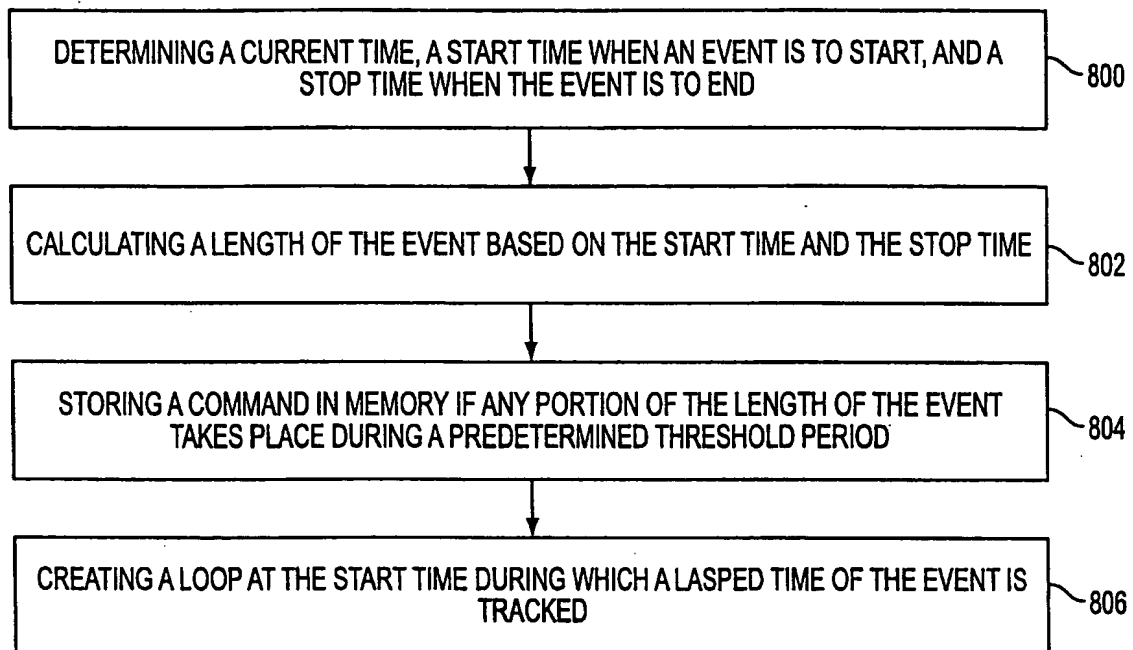 DETERMINING A CURRENT TIME, A START TIME WHEN AN EVENT IS TO START, AND A
STOP TIME WHEN THE EVENT IS TO END
800
CALCULATING A LENGTH OF THE EVENT BASED ON THE START TIME AND THE STOP TIME
802
STORING A COMMAND IN MEMORY IF ANY PORTION OF THE LENGTH OF THE EVENT
TAKES PLACE DURING A PREDETERMINED THRESHOLD PERIOD
804
CREATING A LOOP AT THE START TIME DURING WHICH A LASPED TIME OF THE EVENT IS
TRACKED
806